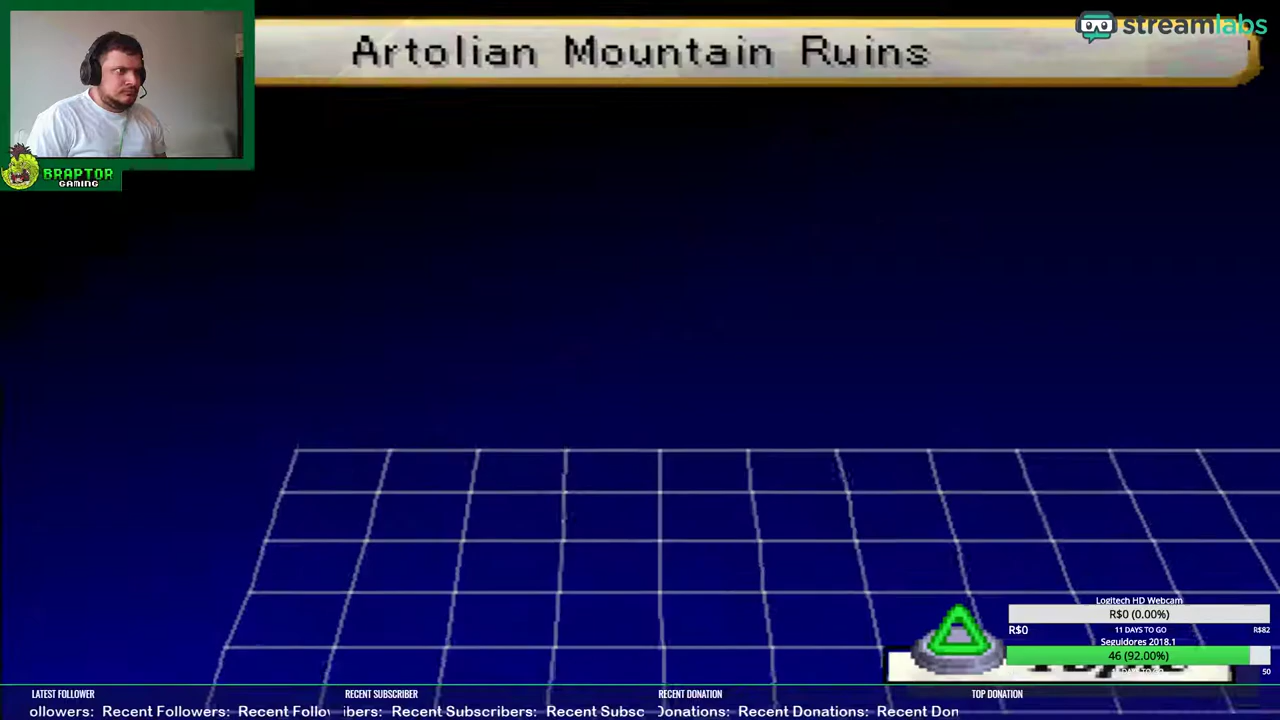 Artolian Mountain Ruins
streamlabs
BRAPTOR
GAMING
Logitech HD Webcam
R$0 (0.00%)
R$0 11 DAYS TO GO R$82
Seguidores 2018.1
46 (92.00%)
50
LATEST FOLLOWER RECENT SUBSCRIBER RECENT DONATION TOP DONATION
ollowers: Recent Followers: Recent Follov ibers: Recent Subscribers: Recent Subsc Donations: Recent Donations: Recent Don